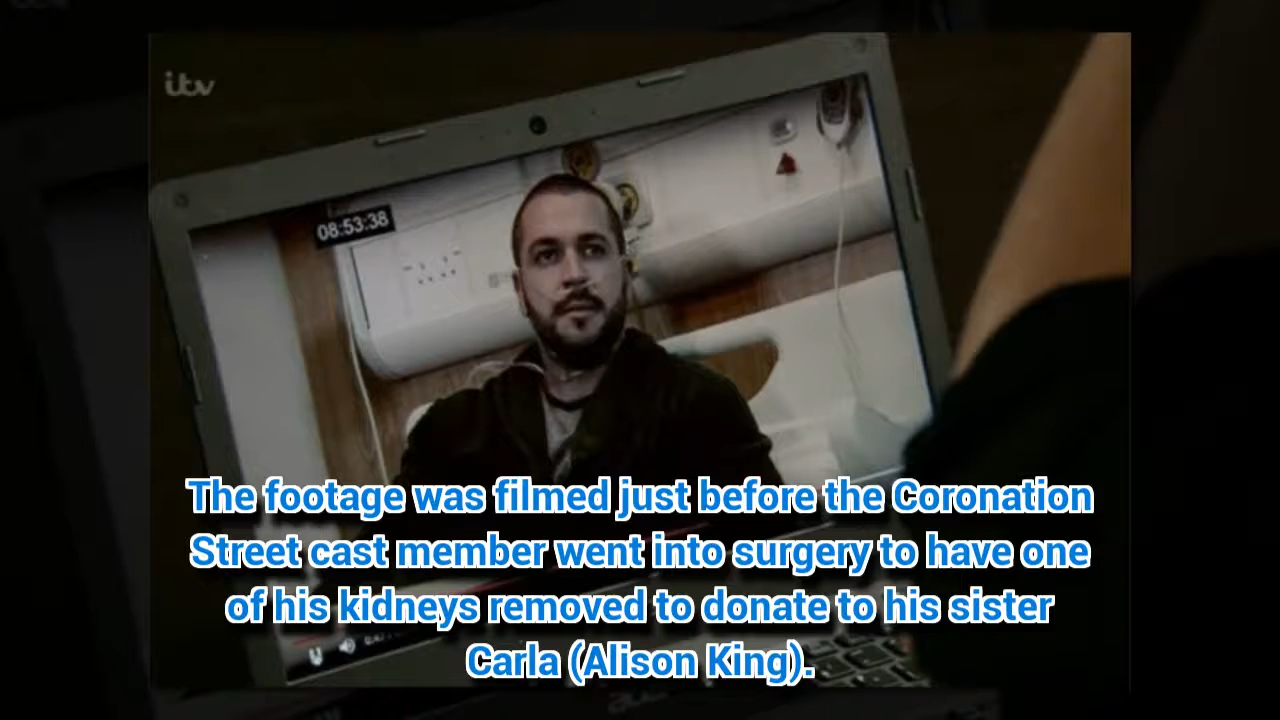 itv
08:53:38
The footage was filmed just before the Coronation
Street cast member went into surgery to have one
of his kidneys removed to donate to his sister
Carla (Alison King).